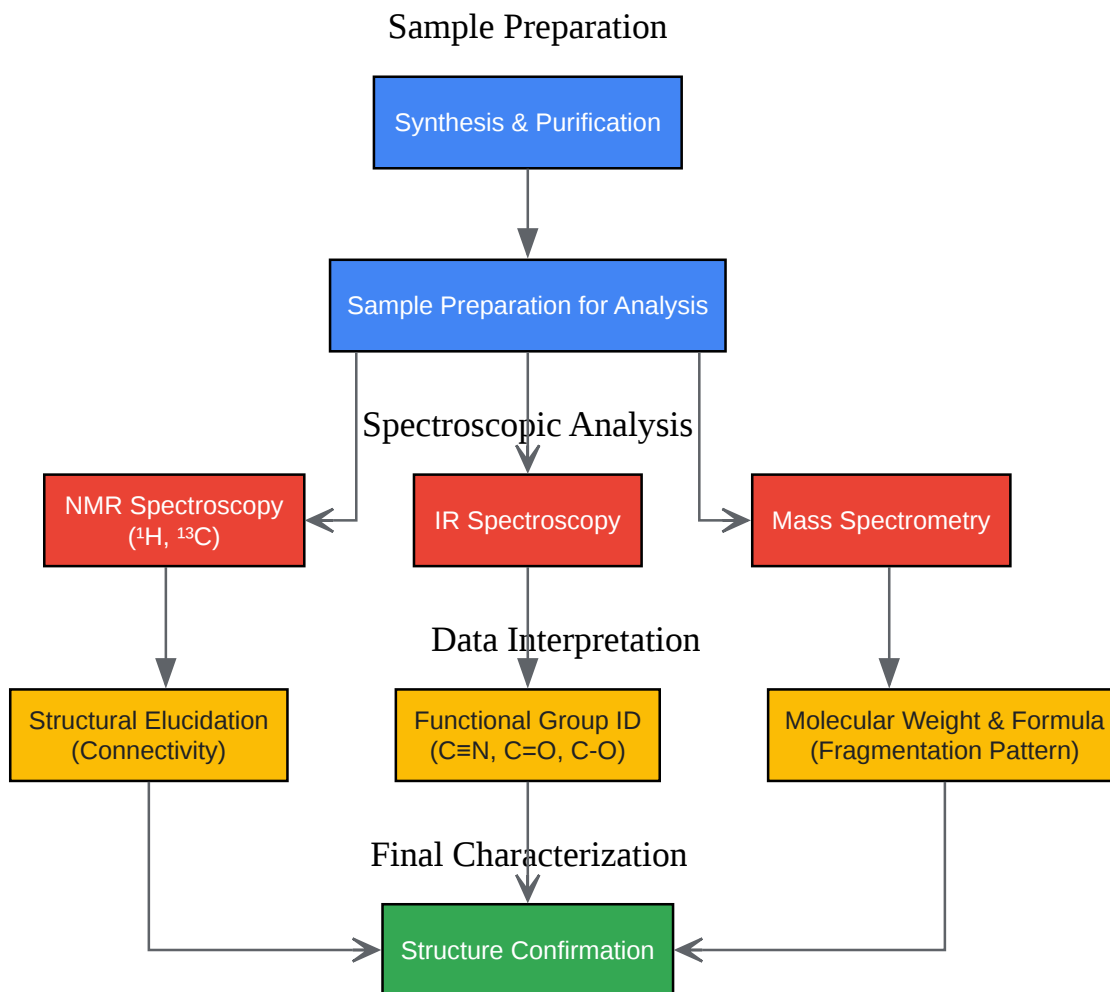 Sample Preparation
Synthesis & Purification
Sample Preparation for Analysis
Spectroscopic Analysis
NMR Spectroscopy
(¹H, ¹³C)
IR Spectroscopy
Mass Spectrometry
Data Interpretation
Structural Elucidation
(Connectivity)
Functional Group ID
(C≡N, C=O, C-O)
Molecular Weight & Formula
(Fragmentation Pattern)
Final Characterization
Structure Confirmation